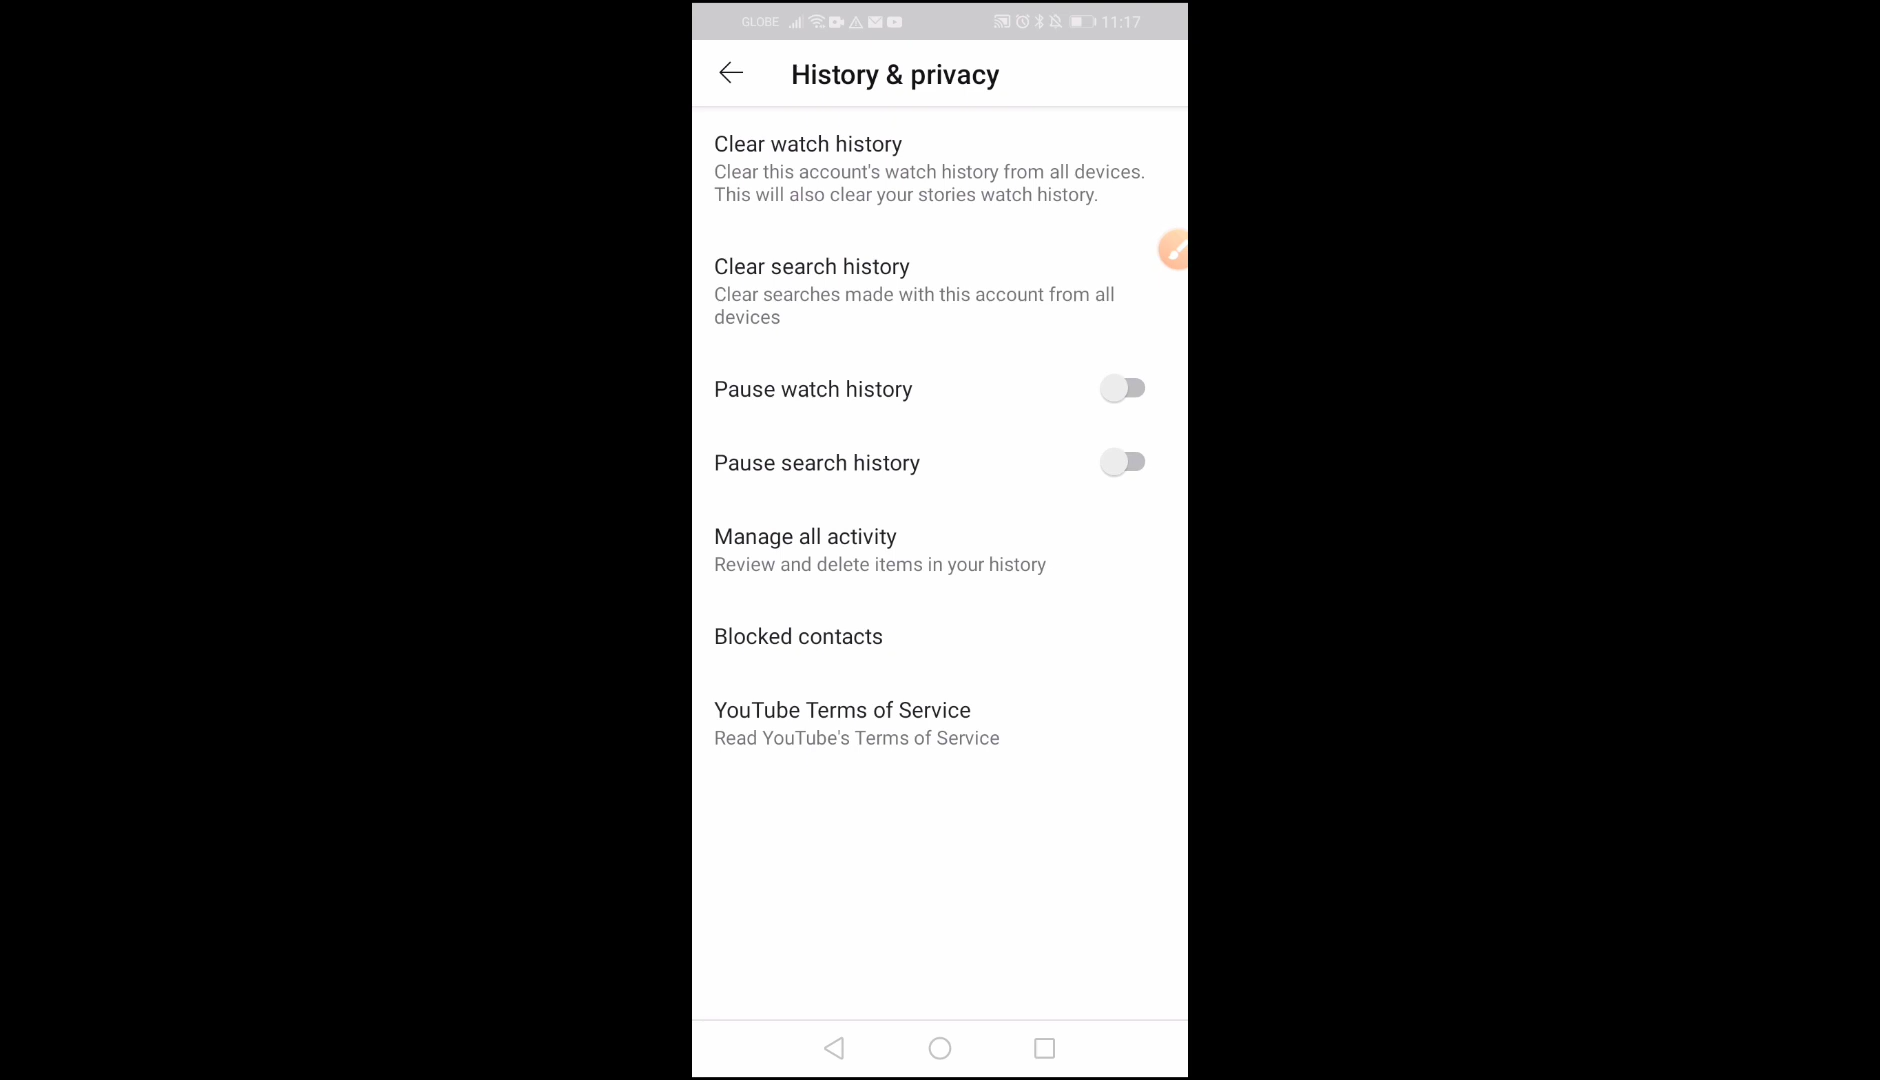 GLOBE 11:17
History & privacy
Clear watch history
Clear this account's watch history from all devices.
This will also clear your stories watch history.
Clear search history
Clear searches made with this account from all
devices
Pause watch history
Pause search history
Manage all activity
Review and delete items in your history
Blocked contacts
YouTube Terms of Service
Read YouTube's Terms of Service